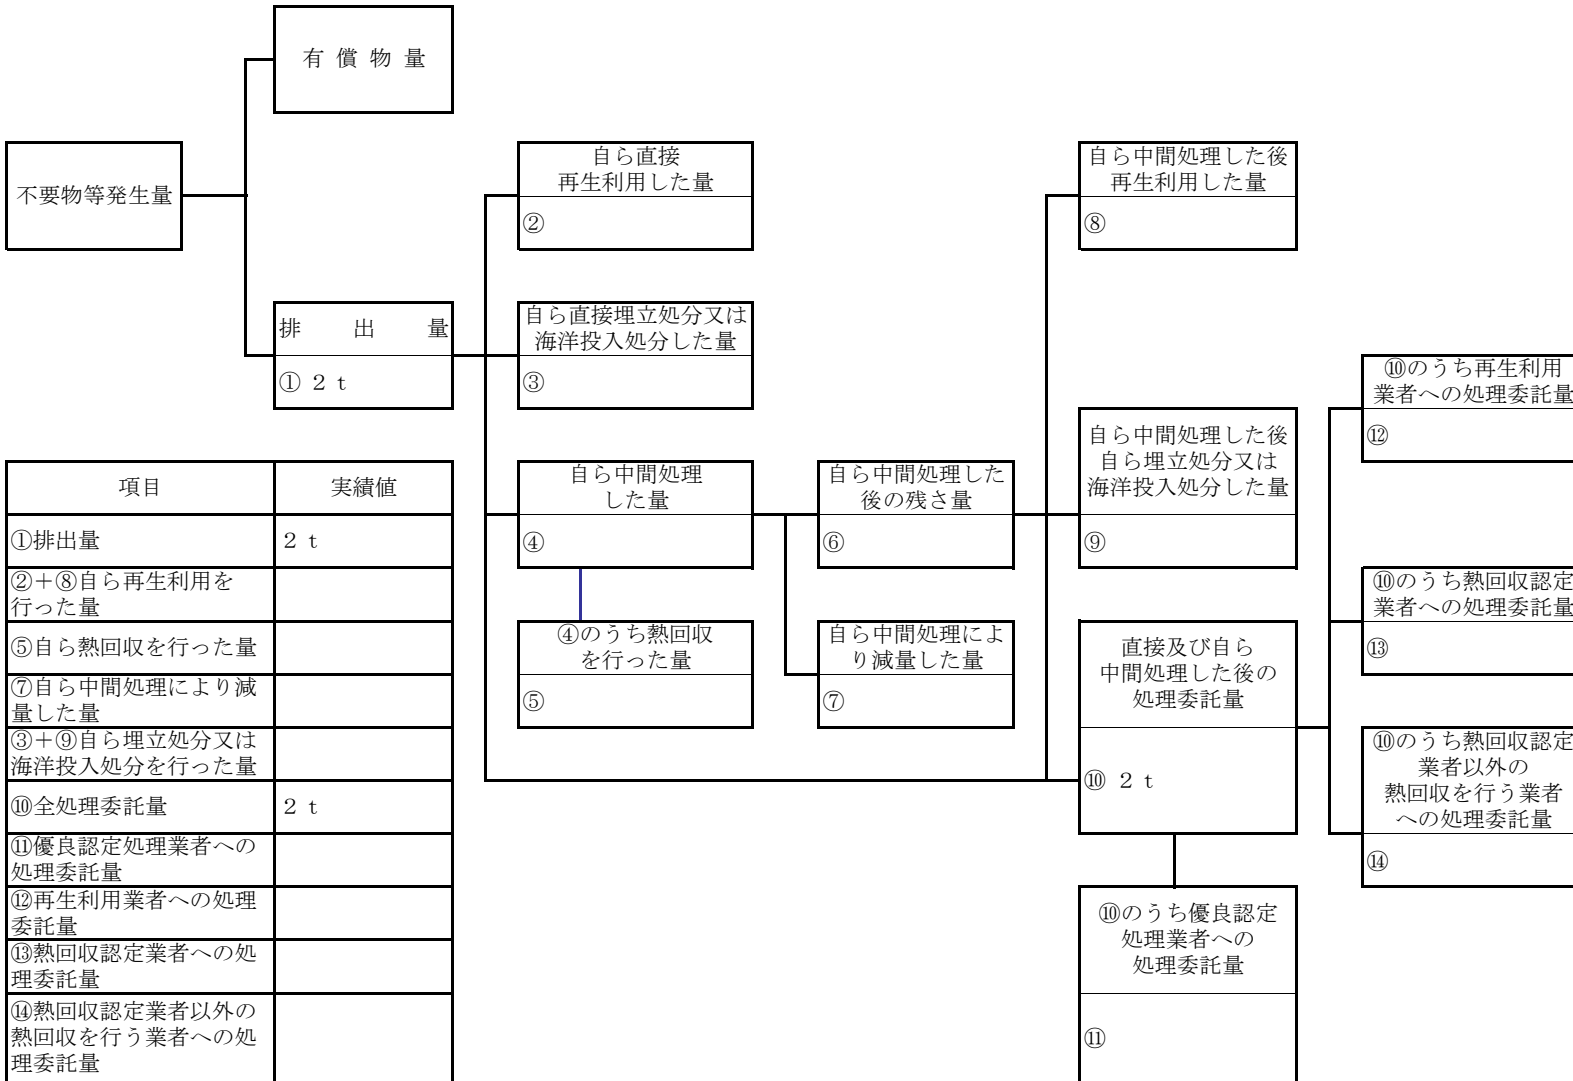 有 償 物 量
不要物等発生量
自ら直接
再生利用した量
②
自ら中間処理した後
再生利用した量
⑧
排 出 量
① 2 t
自ら直接埋立処分又は
海洋投入処分した量
③
⑩のうち再生利用
業者への処理委託量
⑫
自ら中間処理
した量
④
自ら中間処理した
後の残さ量
⑥
自ら中間処理した後
自ら埋立処分又は
海洋投入処分した量
⑨
④のうち熱回収
を行った量
⑤
自ら中間処理によ
り減量した量
⑦
直接及び自ら
中間処理した後の
処理委託量
⑩ 2 t
⑩のうち熱回収認定
業者への処理委託量
⑬
⑩のうち熱回収認定
業者以外の
熱回収を行う業者
への処理委託量
⑭
⑩のうち優良認定
処理業者への
処理委託量
⑪
項目 実績値
①排出量 2 t
②+⑧自ら再生利用を
行った量
⑤自ら熱回収を行った量
⑦自ら中間処理により減
量した量
③+⑨自ら埋立処分又は
海洋投入処分を行った量
⑩全処理委託量 2 t
⑪優良認定処理業者への
処理委託量
⑫再生利用業者への処理
委託量
⑬熱回収認定業者への処
理委託量
⑭熱回収認定業者以外の
熱回収を行う業者への処
理委託量